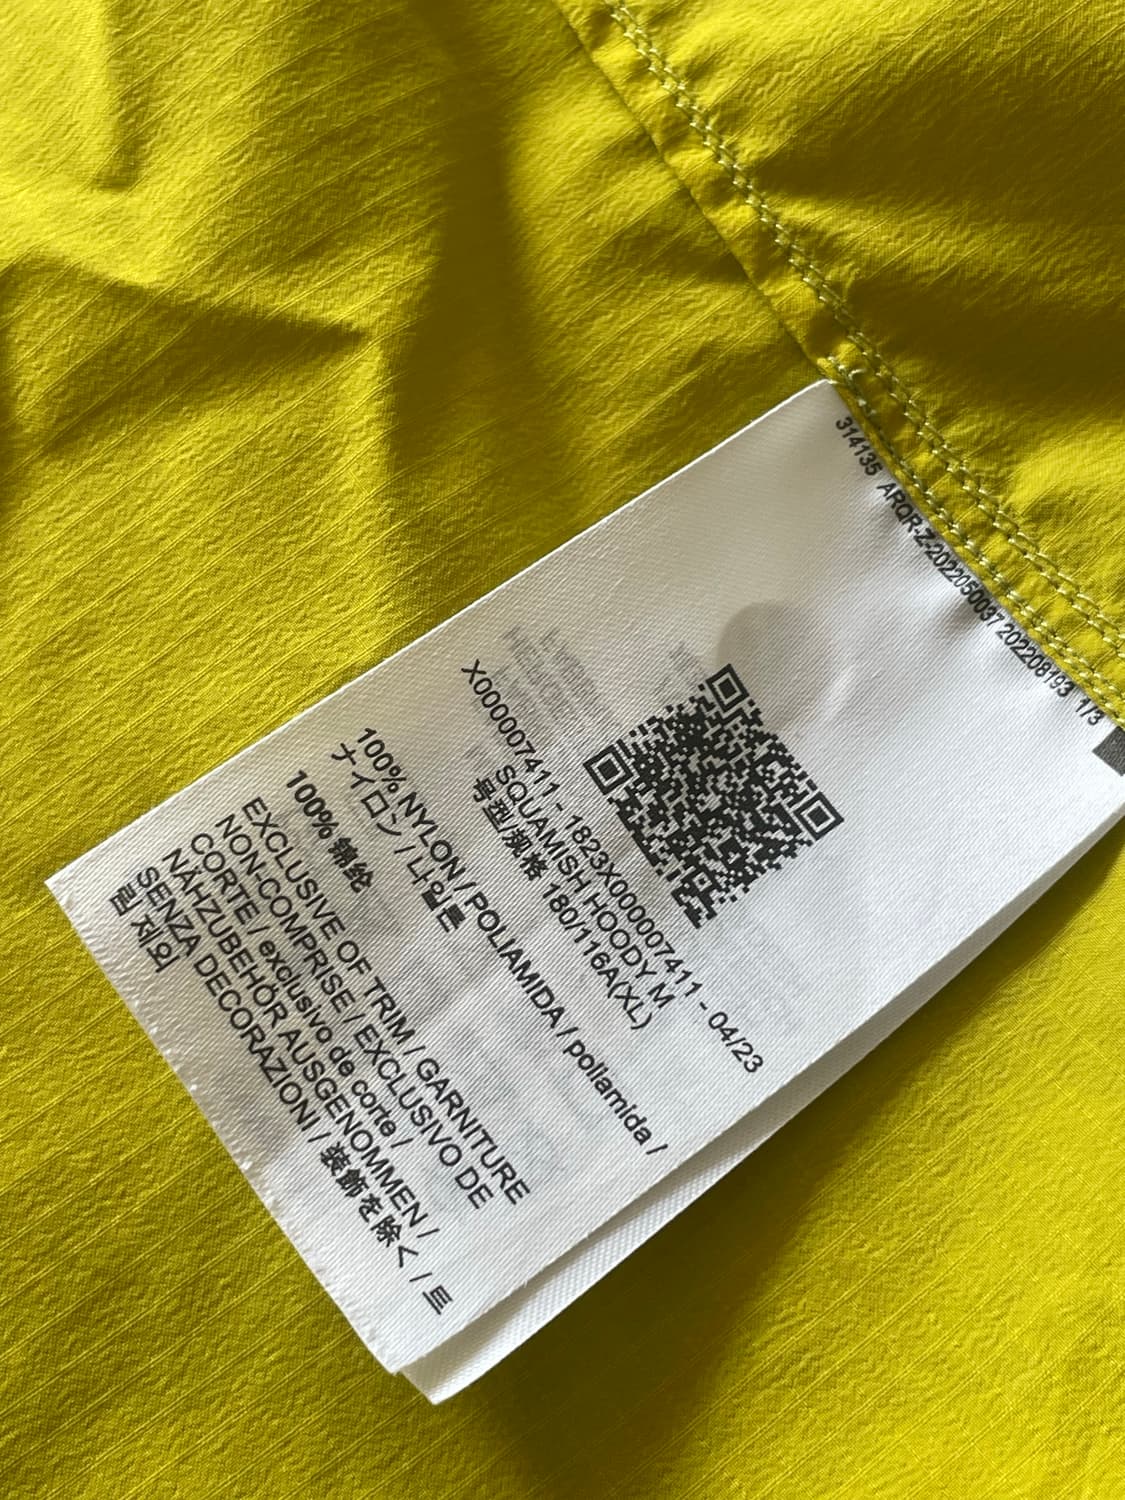 314135 ARQR-Z-2022050037 202208193 1/3
X000007411 - 1823X000007411 - 04/23
SQUAMISH HOODY M
号型/规格 180/116A(XL)
100% NYLON / POLIAMIDA / poliamida /
ナイロン / 나일론
100% 锦纶
EXCLUSIVE OF TRIM / GARNITURE
NON-COMPRISE / EXCLUSIVO DE
CORTE / exclusivo de corte /
NÄHZUBEHÖR AUSGENOMMEN /
SENZA DECORAZIONI / 装飾を除く / 트
림 제외